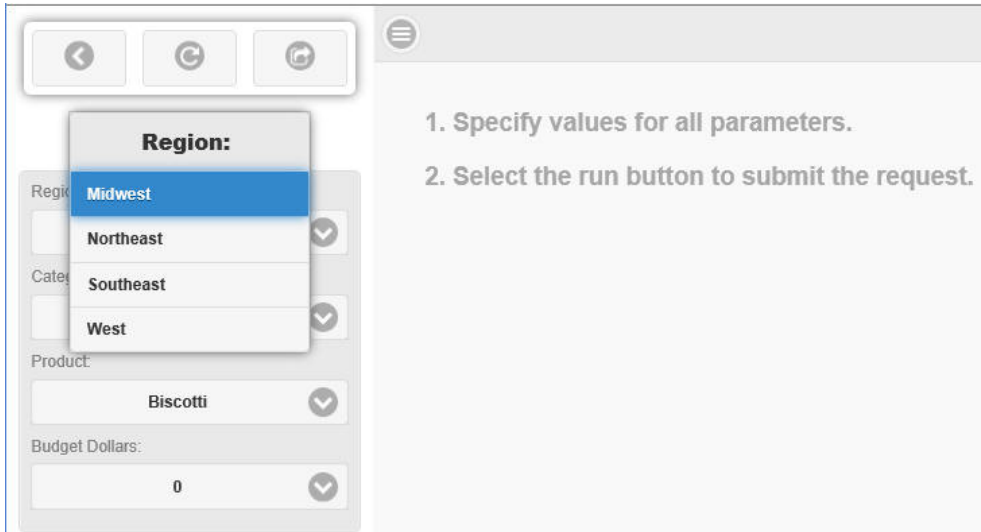 Region:
Midwest
Northeast
Southeast
West
Product:
Biscotti
Budget Dollars:
0
1. Specify values for all parameters.
2. Select the run button to submit the request.